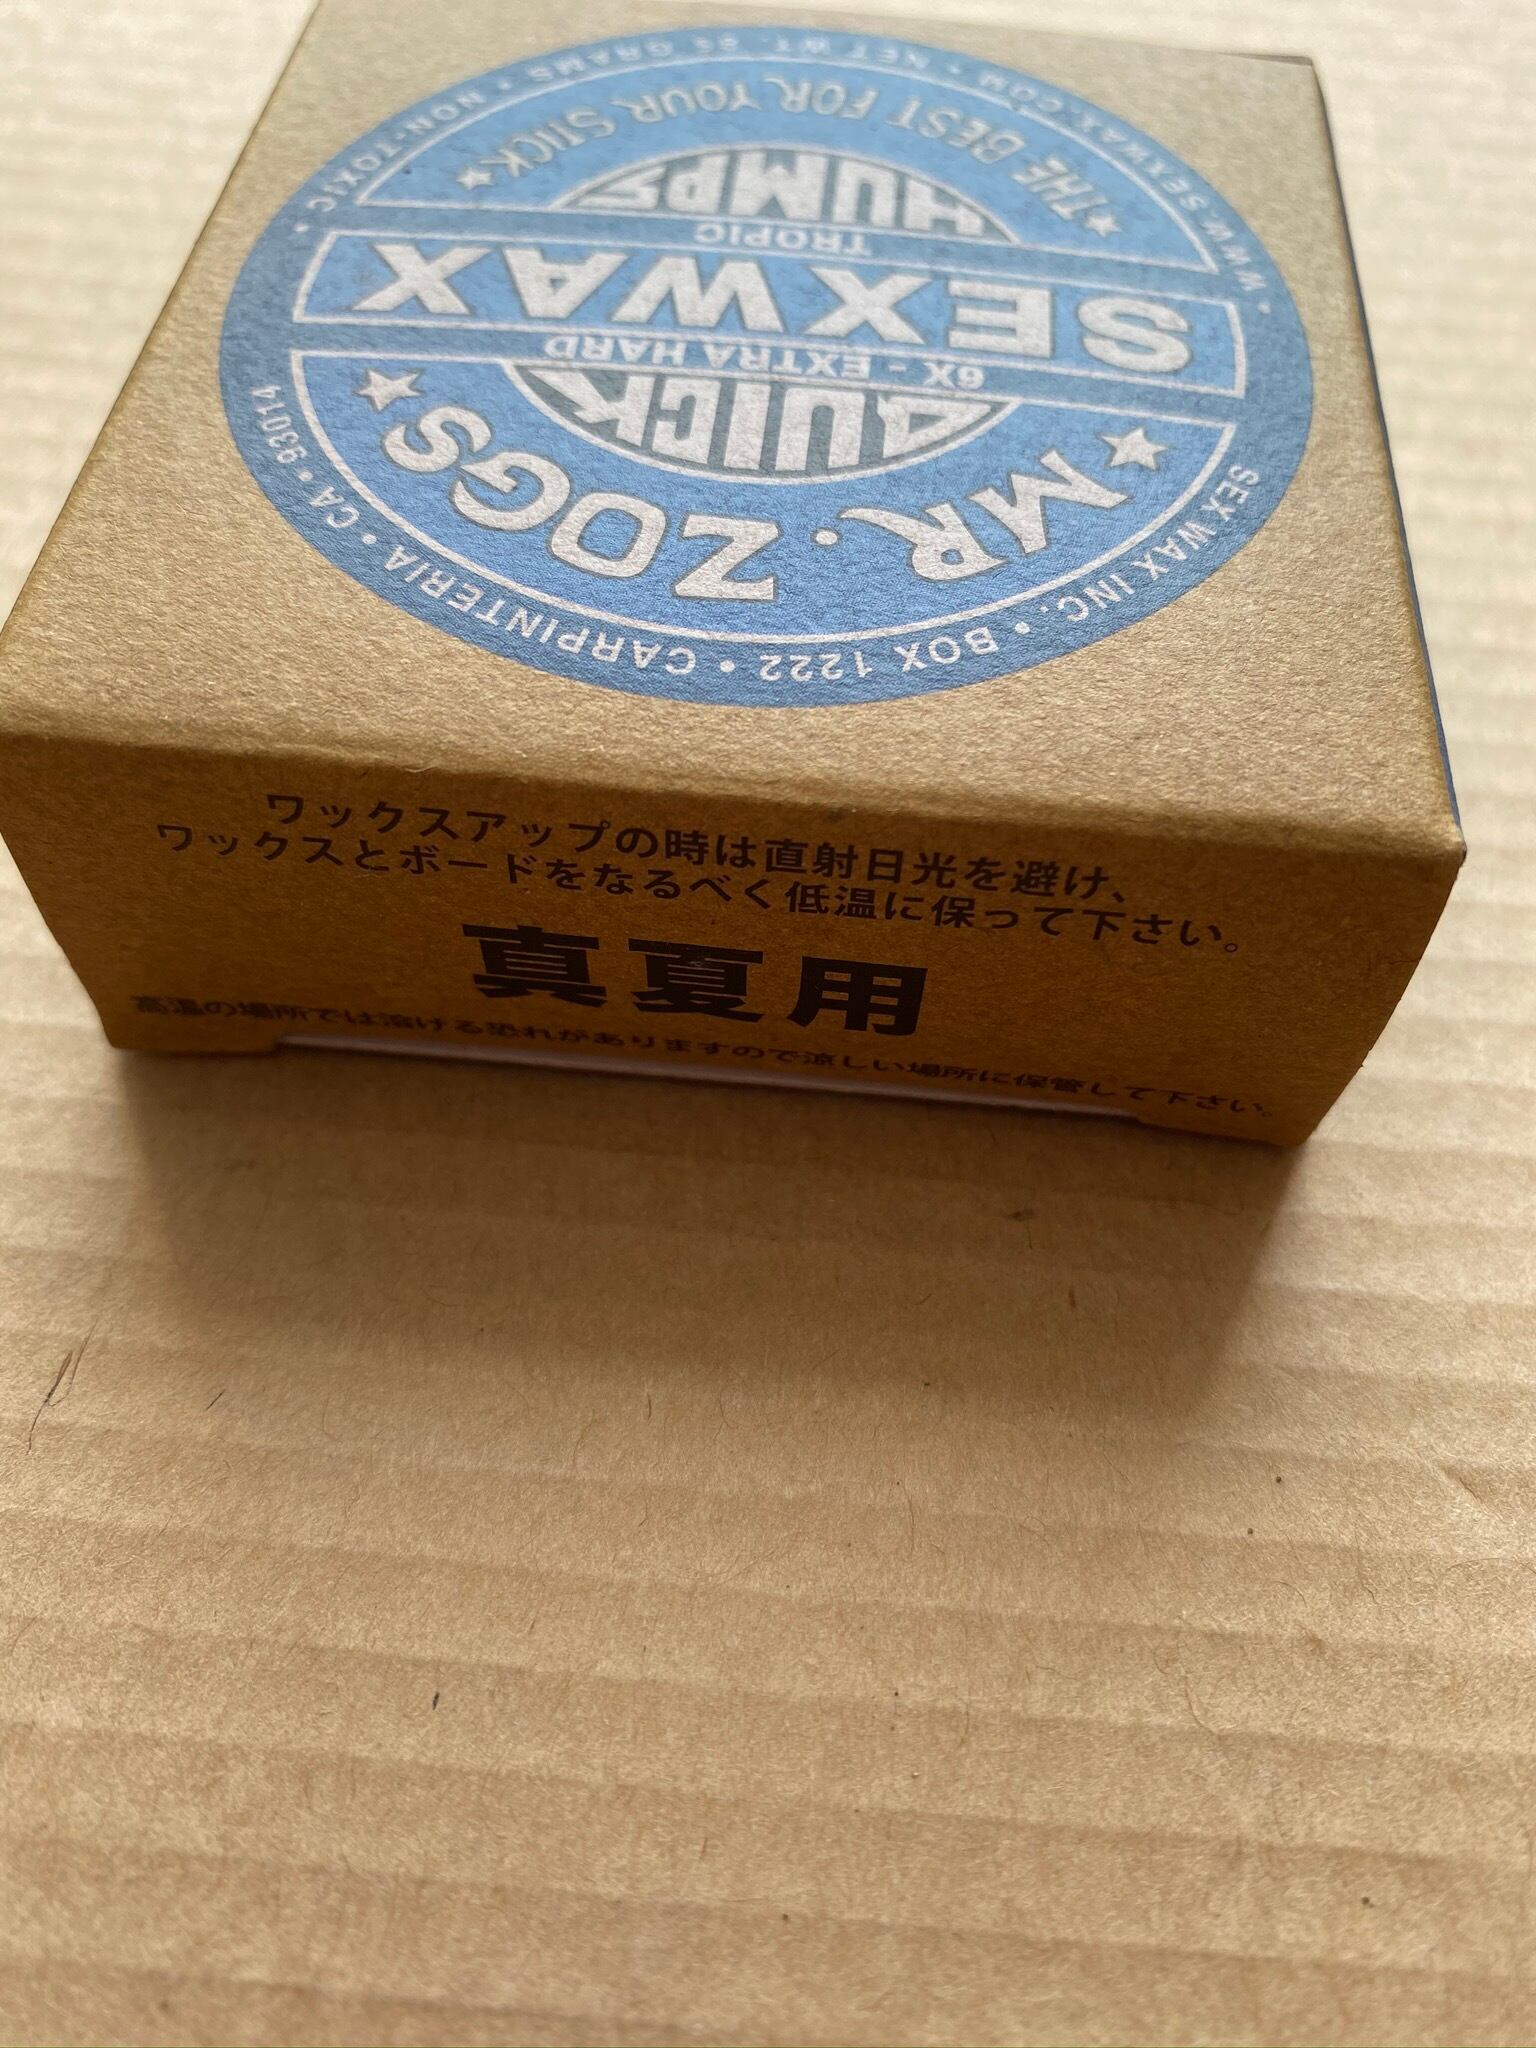 SEX WAX INC. • BOX 1222 • CARPINTERIA • CA • 93014
MR. ZOGS
QUICK
6X - EXTRA HARD
SEXWAX
TROPIC
HUMPS
THE BEST FOR YOUR STICK
• WWW.SEXWAX.COM • NET WT. GRAMS • NON-TOXIC •
ワックスアップの時は直射日光を避け、
ワックスとボードをなるべく低温に保って下さい。
真夏用
高温の場所では溶ける恐れがありますので涼しい場所に保管して下さい。